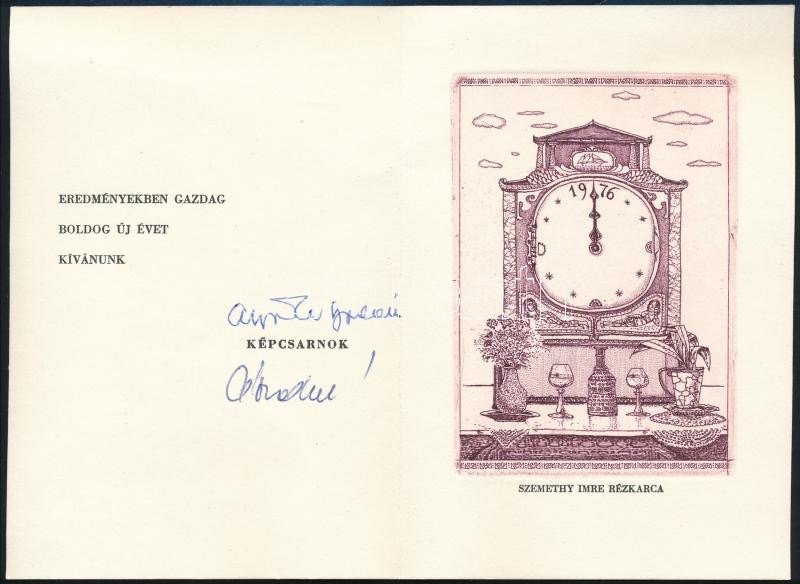 EREDMÉNYEKBEN GAZDAG
BOLDOG ÚJ ÉVET
KÍVÁNUNK
KÉPCSARNOK
1976
SZEMETHY IMRE RÉZKARCA